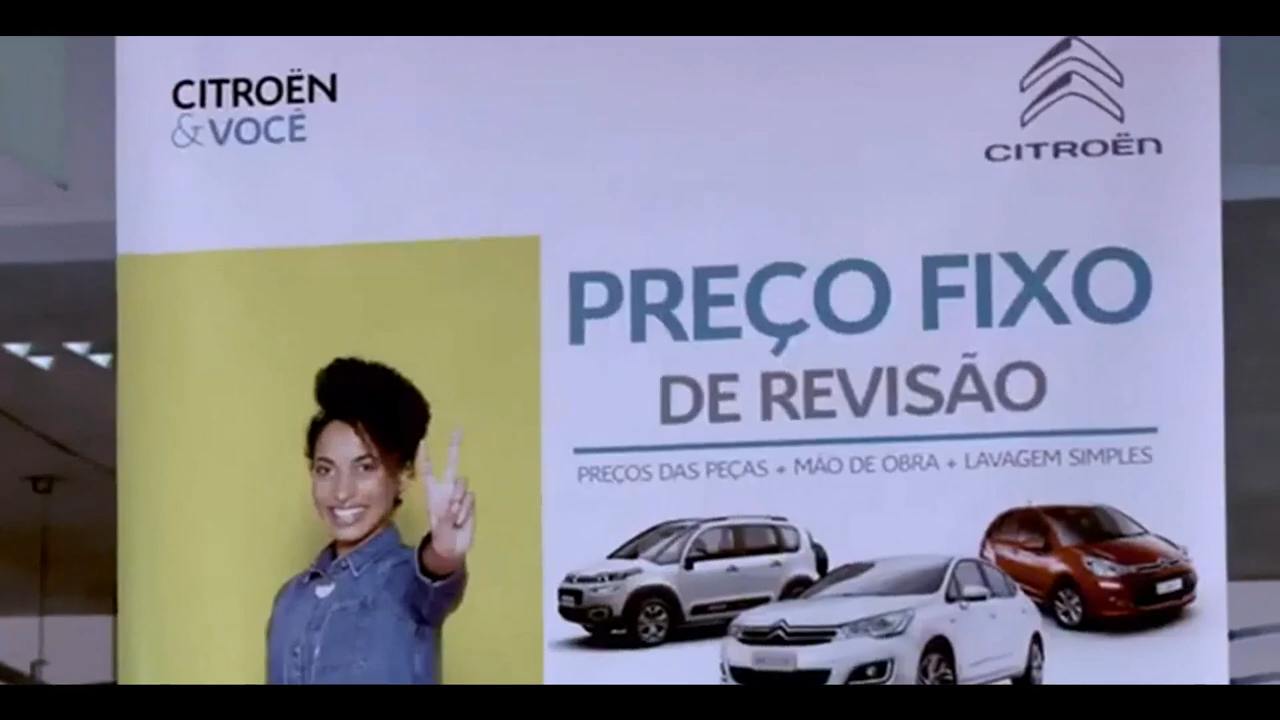 CITROËN
&VOCÊ
CITROËN
PREÇO FIXO
DE REVISÃO
PREÇOS DAS PEÇAS + MÃO DE OBRA + LAVAGEM SIMPLES